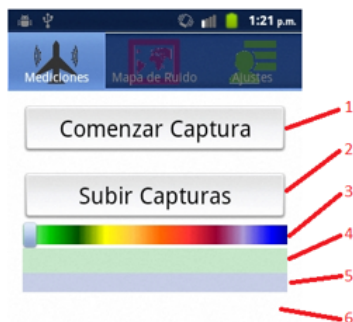 1:21 p.m.
Mediciones Mapa de Ruido Ajustes
Comenzar Captura
1
Subir Capturas
2
3
4
5
6